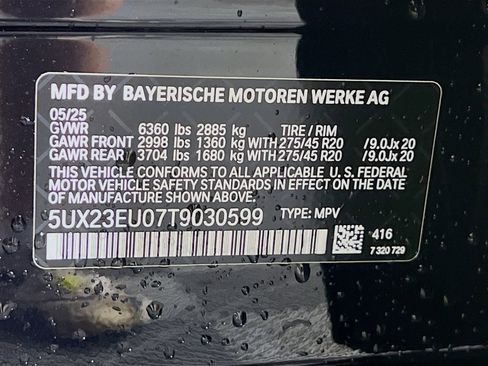 MFD BY BAYERISCHE MOTOREN WERKE AG
05/25
GVWR 6360 lbs 2885 kg TIRE / RIM
GAWR FRONT 2998 lbs 1360 kg WITH 275/45 R20 /9.0Jx 20
GAWR REAR 3704 lbs 1680 kg WITH 275/45 R20 /9.0Jx 20
THIS VEHICLE CONFORMS TO ALL APPLICABLE U. S. FEDERAL
MOTOR VEHICLE SAFETY STANDARDS IN EFFECT ON THE DATE
OF MANUFACTURE SHOWN ABOVE.
5UX23EU07T9030599 TYPE: MPV
416
7 320 729